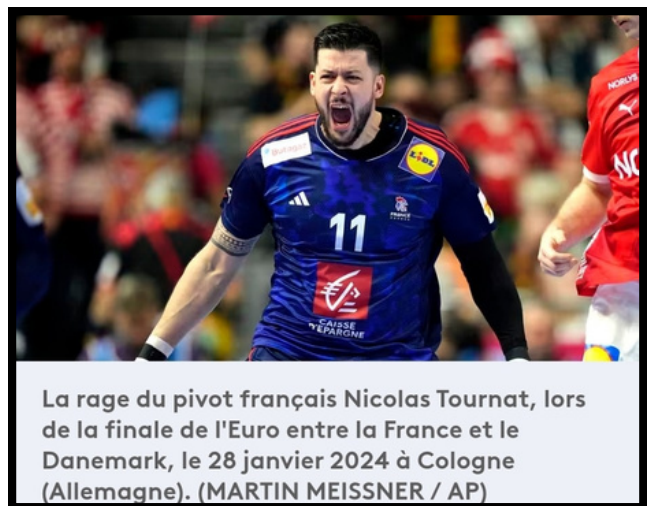 NORLYS
Butagaz
LIDL
NO
11
FRANCE
CAISSE
D'EPARGNE
La rage du pivot français Nicolas Tournat, lors
de la finale de l'Euro entre la France et le
Danemark, le 28 janvier 2024 à Cologne
(Allemagne). (MARTIN MEISSNER / AP)